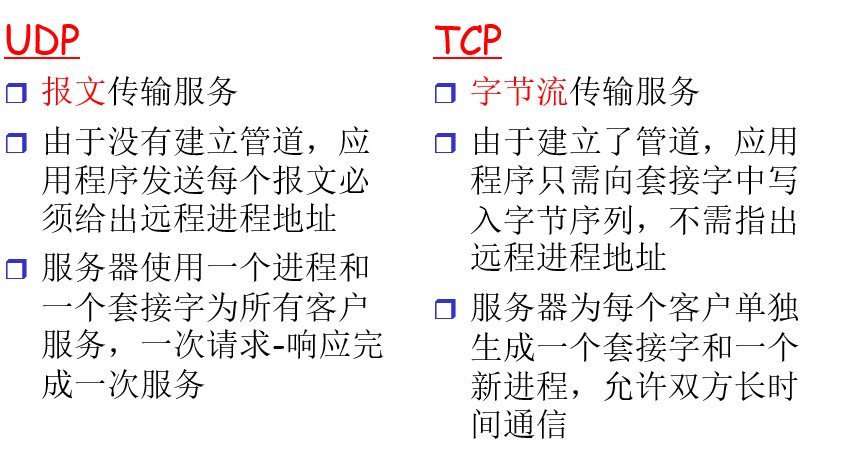 UDP
报文传输服务
由于没有建立管道，应
用程序发送每个报文必
须给出远程进程地址
服务器使用一个进程和
一个套接字为所有客户
服务，一次请求-响应完
成一次服务
TCP
字节流传输服务
由于建立了管道，应用
程序只需向套接字中写
入字节序列，不需指出
远程进程地址
服务器为每个客户单独
生成一个套接字和一个
新进程，允许双方长时
间通信